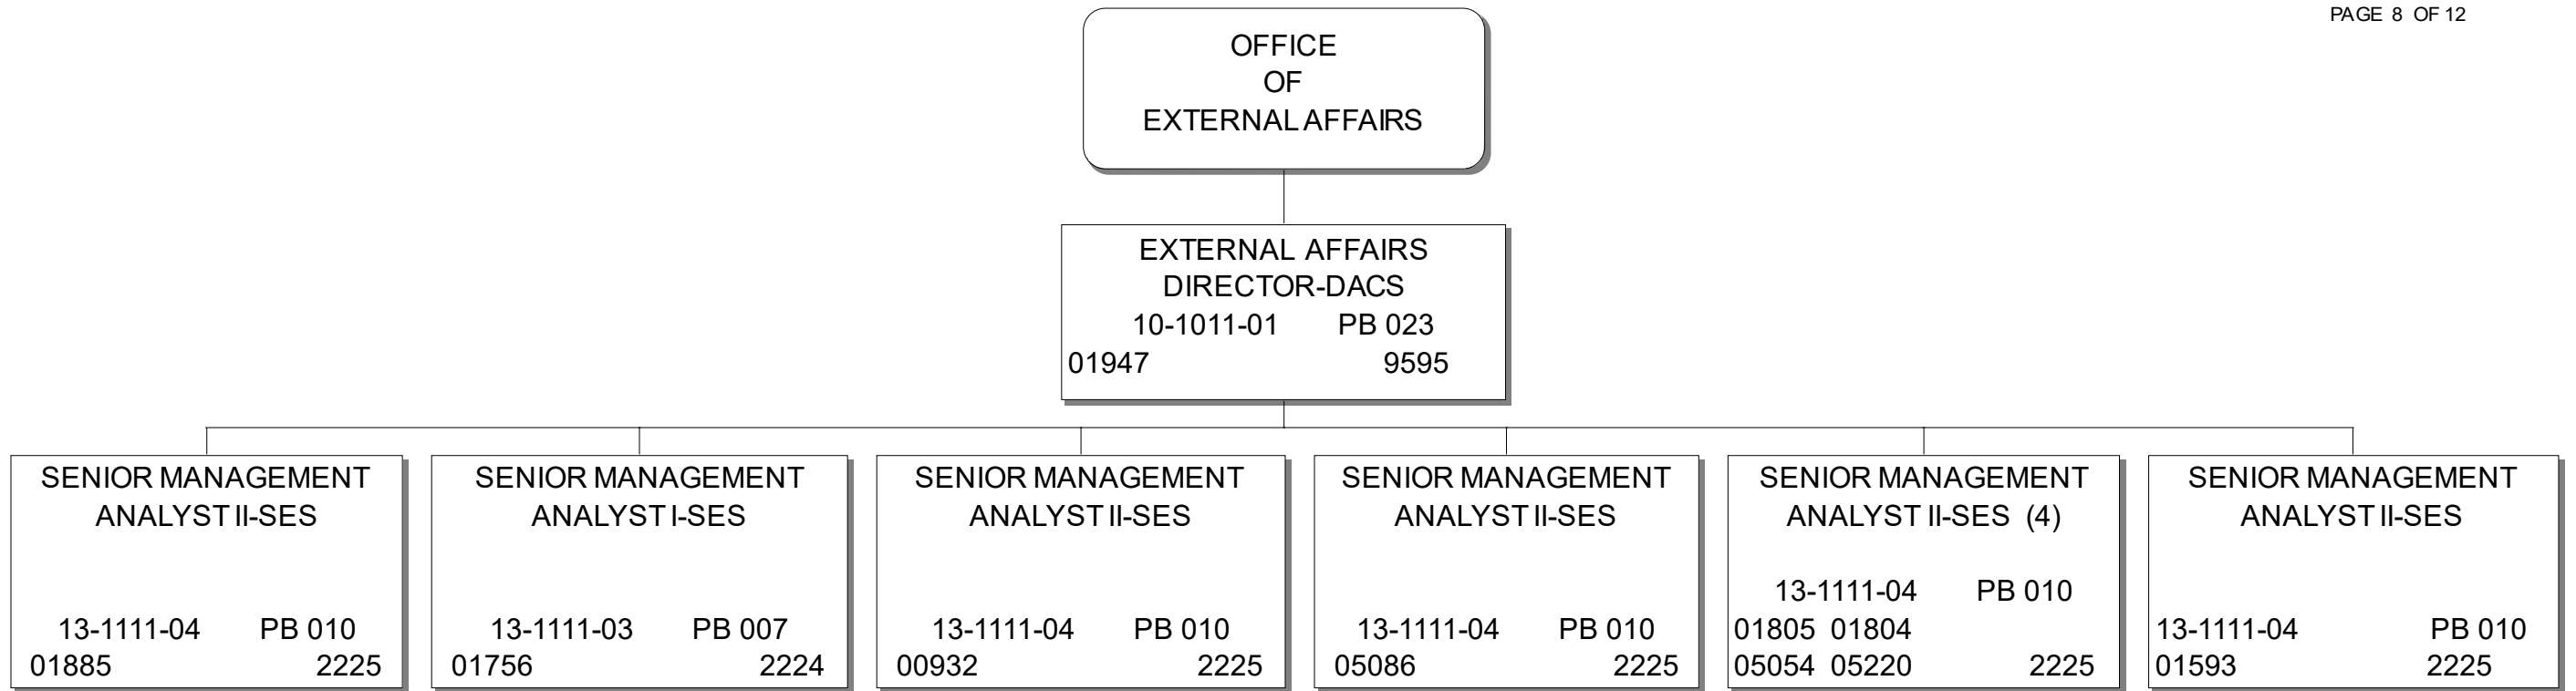 PAGE 8 OF 12
OFFICE
OF
EXTERNAL AFFAIRS
EXTERNAL AFFAIRS
DIRECTOR-DACS
10-1011-01 PB 023
01947 9595
SENIOR MANAGEMENT
ANALYST II-SES
13-1111-04 PB 010
01885 2225
SENIOR MANAGEMENT
ANALYST I-SES
13-1111-03 PB 007
01756 2224
SENIOR MANAGEMENT
ANALYST II-SES
13-1111-04 PB 010
00932 2225
SENIOR MANAGEMENT
ANALYST II-SES
13-1111-04 PB 010
05086 2225
SENIOR MANAGEMENT
ANALYST II-SES (4)
13-1111-04 PB 010
01805 01804
05054 05220 2225
SENIOR MANAGEMENT
ANALYST II-SES
13-1111-04 PB 010
01593 2225